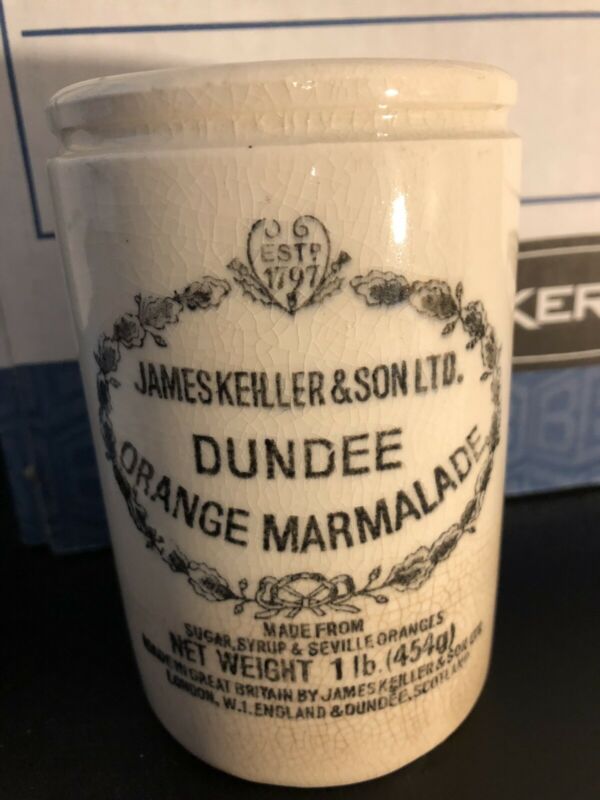 ESTD
1797
JAMES KEILLER & SON LTD.
DUNDEE
ORANGE MARMALADE
MADE FROM
SUGAR, SYRUP & SEVILLE ORANGES
NET WEIGHT 1 lb. (454g)
MADE IN GREAT BRITAIN BY JAMES KEILLER & SON LTD.
LONDON, W.1. ENGLAND & DUNDEE, SCOTLAND
KER